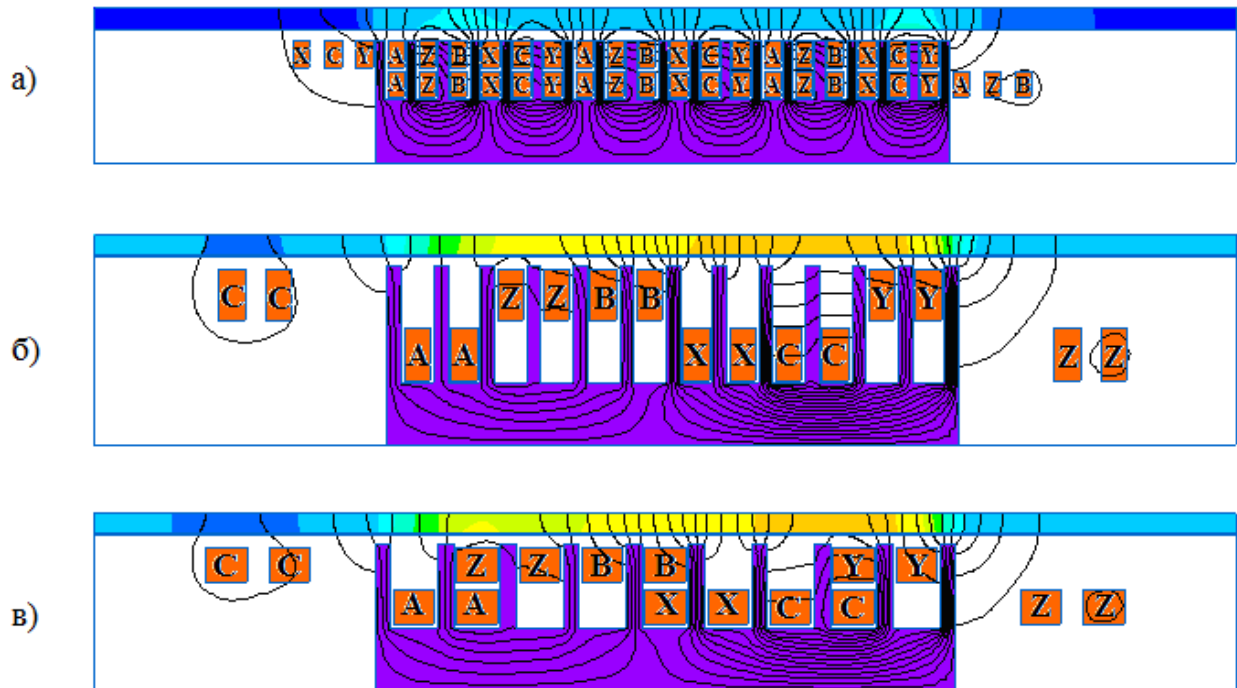 а)
X C Y A Z B X C Y A Z B X C Y A Z B X C Y
A Z B X C Y A Z B X C Y A Z B X C Y A Z B
б)
C C Z Z B B Y Y
A A X X C C Z Z
в)
C C Z Z B B Y Y
A A X X C C Z Z